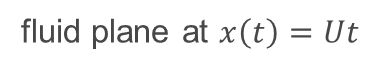 fluid plane at x(t) = Ut